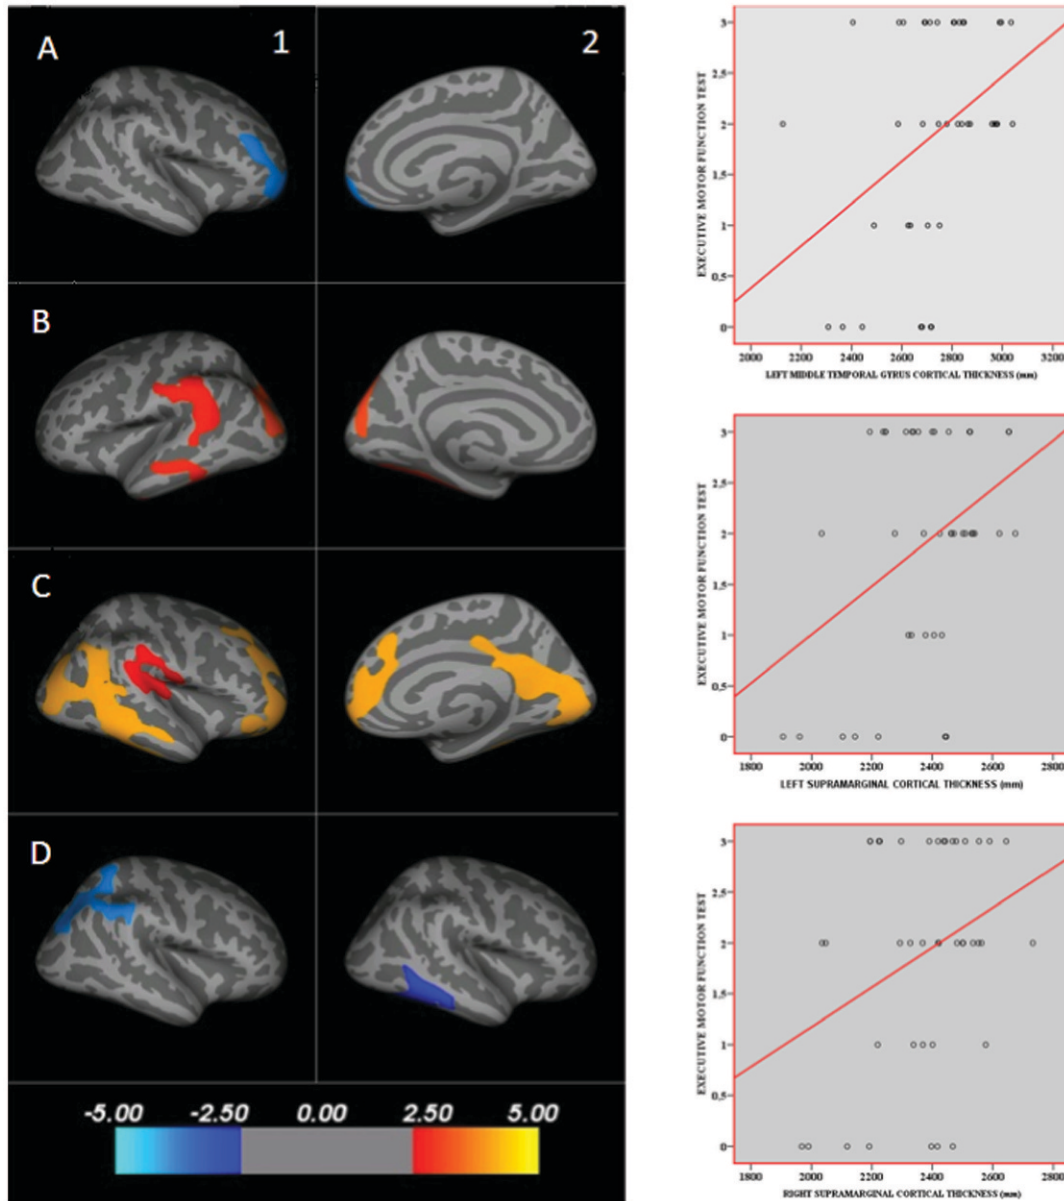 A 1 2
B
C
D
-5.00 -2.50 0.00 2.50 5.00
EXECUTIVE MOTOR FUNCTION TEST
3
2,5
2
1,5
1
0,5
0
2000 2200 2400 2600 2800 3000 3200
LEFT MIDDLE TEMPORAL GYRUS CORTICAL THICKNESS (mm)
EXECUTIVE MOTOR FUNCTION TEST
3
2,5
2
1,5
1
0,5
0
1800 2000 2200 2400 2600 2800
LEFT SUPRAMARGINAL CORTICAL THICKNESS (mm)
EXECUTIVE MOTOR FUNCTION TEST
3
2,5
2
1,5
1
0,5
0
1800 2000 2200 2400 2600 2800
RIGHT SUPRAMARGINAL CORTICAL THICKNESS (mm)